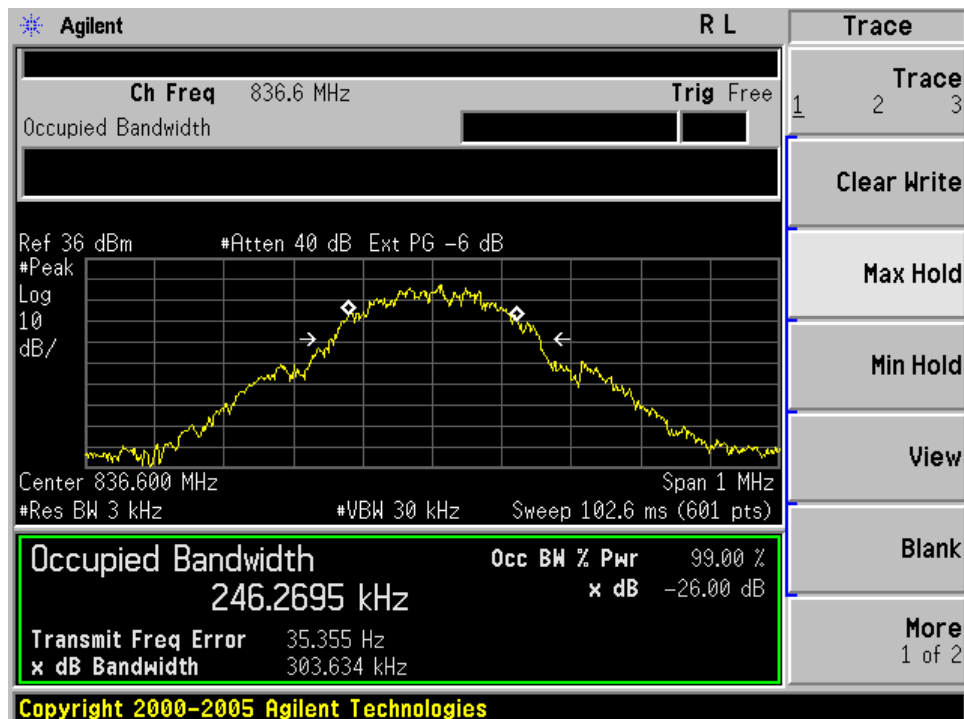 Agilent
R L
Trace
Ch Freq 836.6 MHz
Trig Free
Occupied Bandwidth
Trace
1 2 3
Clear Write
Max Hold
Min Hold
View
Blank
More
1 of 2
Ref 36 dBm #Atten 40 dB Ext PG -6 dB
#Peak
Log
10
dB/
Center 836.600 MHz Span 1 MHz
#Res BW 3 kHz #VBW 30 kHz Sweep 102.6 ms (601 pts)
Occupied Bandwidth
246.2695 kHz
Occ BW % Pwr 99.00 %
x dB -26.00 dB
Transmit Freq Error 35.355 Hz
x dB Bandwidth 303.634 kHz
Copyright 2000-2005 Agilent Technologies